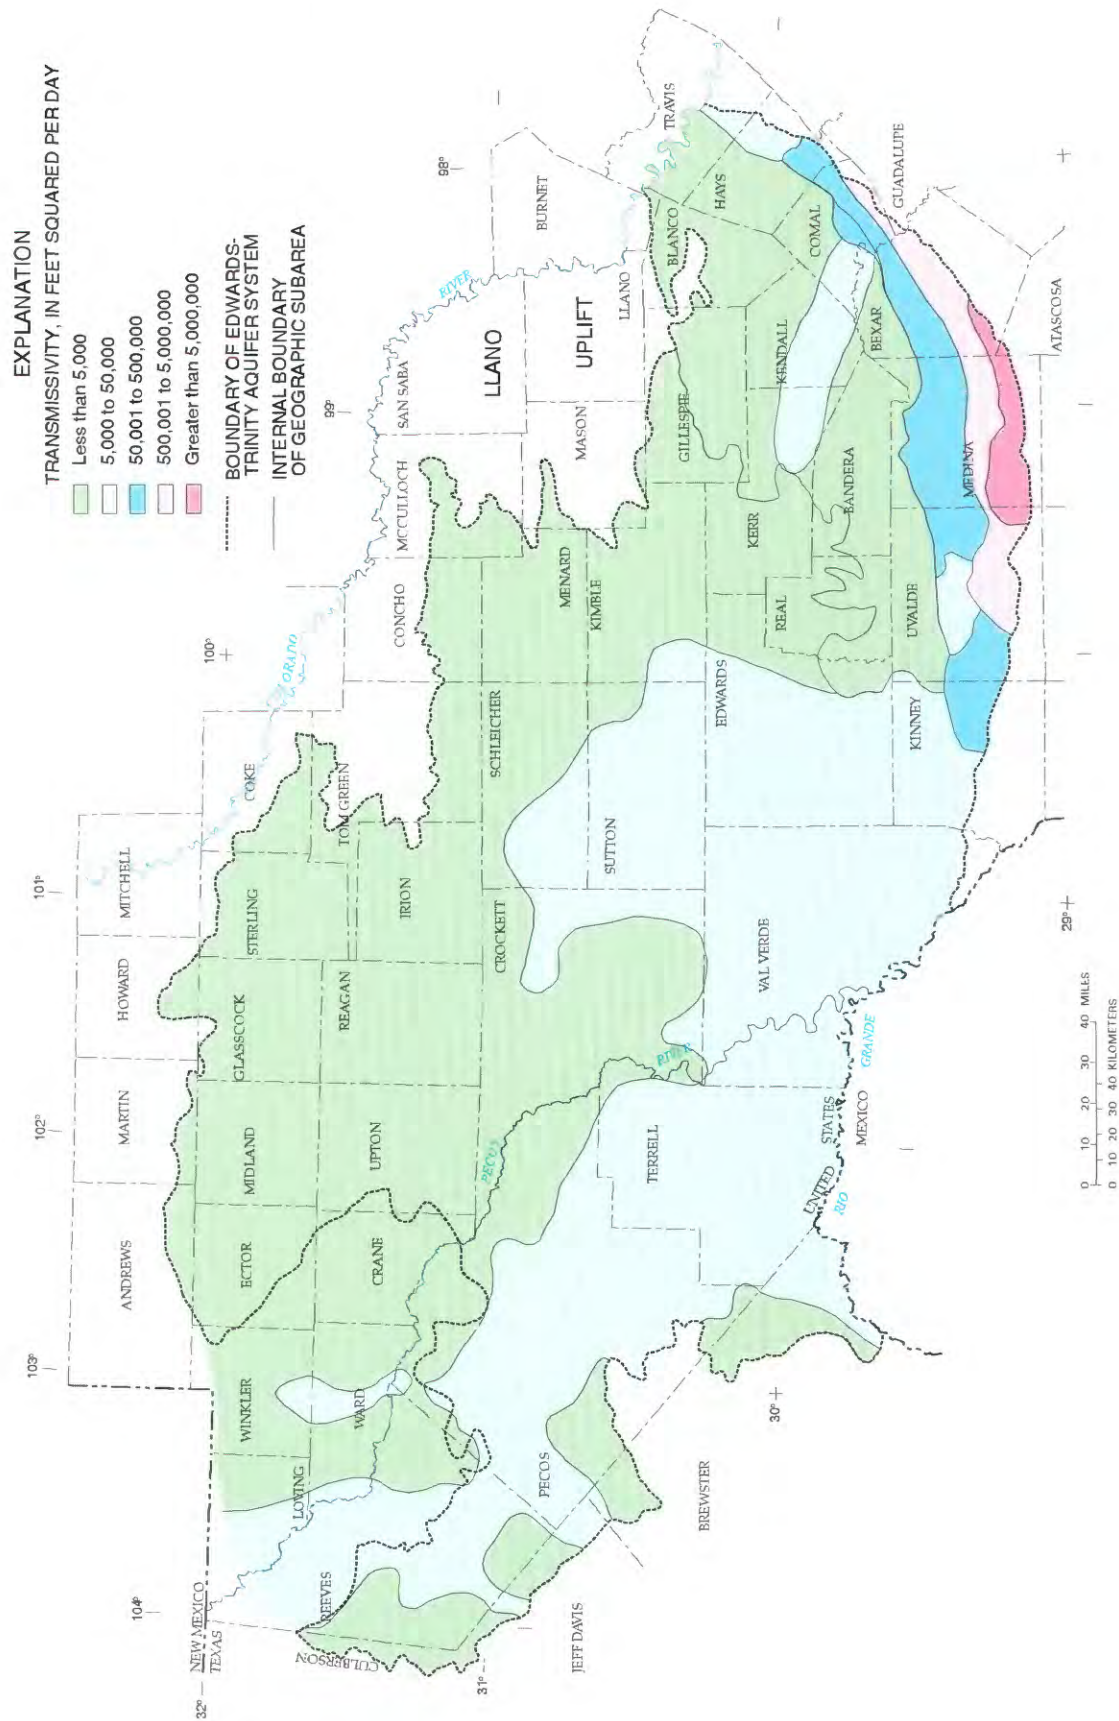 EXPLANATION
TRANSMISSIVITY, IN FEET SQUARED PER DAY
Less than 5,000
5,000 to 50,000
50,001 to 500,000
500,001 to 5,000,000
Greater than 5,000,000
BOUNDARY OF EDWARDS-
TRINITY AQUIFER SYSTEM
INTERNAL BOUNDARY
OF GEOGRAPHIC SUBAREA
104°
103°
102°
101°
100°
99°
98°
32°
31°
30°
29°
NEW MEXICO
TEXAS
ANDREWS
MARTIN
HOWARD
MITCHELL
WINKLER
ECTOR
MIDLAND
GLASSCOCK
STERLING
COKE
ORADO
RIVER
LOVING
WARD
CRANE
UPTON
REAGAN
IRION
TOM GREEN
CONCHO
MCCULLOCH
SAN SABA
BURNET
LLANO
UPLIFT
CULBERSON
REEVES
PECOS
CROCKETT
SCHLEICHER
MENARD
MASON
LLANO
TRAVIS
JEFF DAVIS
PECOS
RIVER
TERRELL
SUTTON
KIMBLE
GILLESPIE
BLANCO
HAYS
BREWSTER
VAL VERDE
EDWARDS
REAL
KERR
KENDALL
COMAL
BANDERA
BEXAR
GUADALUPE
KINNEY
UVALDE
MEDINA
ATASCOSA
UNITED STATES
MEXICO
RIO
GRANDE
0 10 20 30 40 MILES
0 10 20 30 40 KILOMETERS